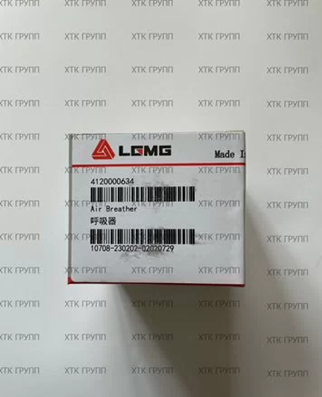 LGMG
Made I
4120000634
Air Breather
呼吸器
10708-230202-02020729
ХТК ГРУПП